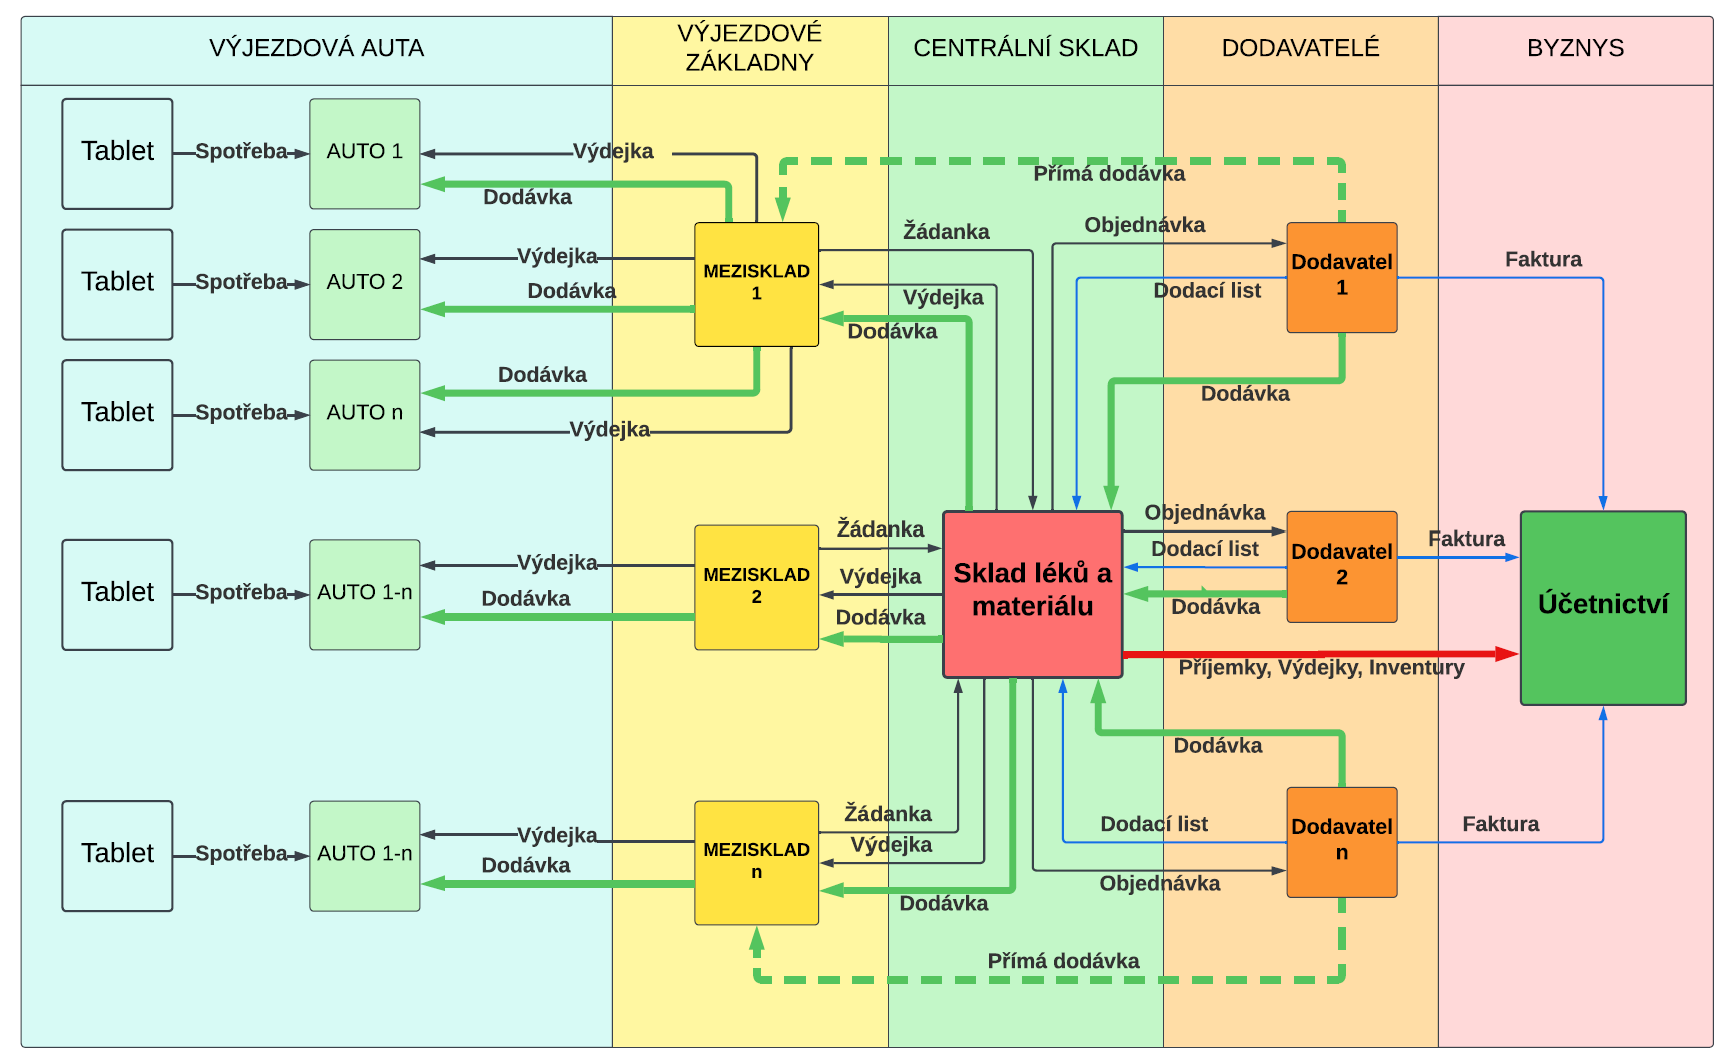 VÝJEZDOVÁ AUTA
VÝJEZDOVÉ
ZÁKLADNY
CENTRÁLNÍ SKLAD
DODAVATELÉ
BYZNYS
Tablet
Spotřeba
AUTO 1
Výdejka
Dodávka
Přímá dodávka
Tablet
Spotřeba
AUTO 2
Výdejka
Dodávka
MEZISKLAD
1
Žádanka
Výdejka
Dodávka
Objednávka
Dodací list
Dodavatel
1
Faktura
Dodávka
Tablet
Spotřeba
AUTO n
Dodávka
Výdejka
Tablet
Spotřeba
AUTO 1-n
Výdejka
Dodávka
MEZISKLAD
2
Žádanka
Výdejka
Dodávka
Sklad léků a
materiálu
Objednávka
Dodací list
Dodávka
Dodavatel
2
Faktura
Účetnictví
Příjemky, Výdejky, Inventury
Dodávka
Tablet
Spotřeba
AUTO 1-n
Výdejka
Dodávka
MEZISKLAD
n
Žádanka
Výdejka
Dodávka
Dodací list
Objednávka
Dodavatel
n
Faktura
Přímá dodávka